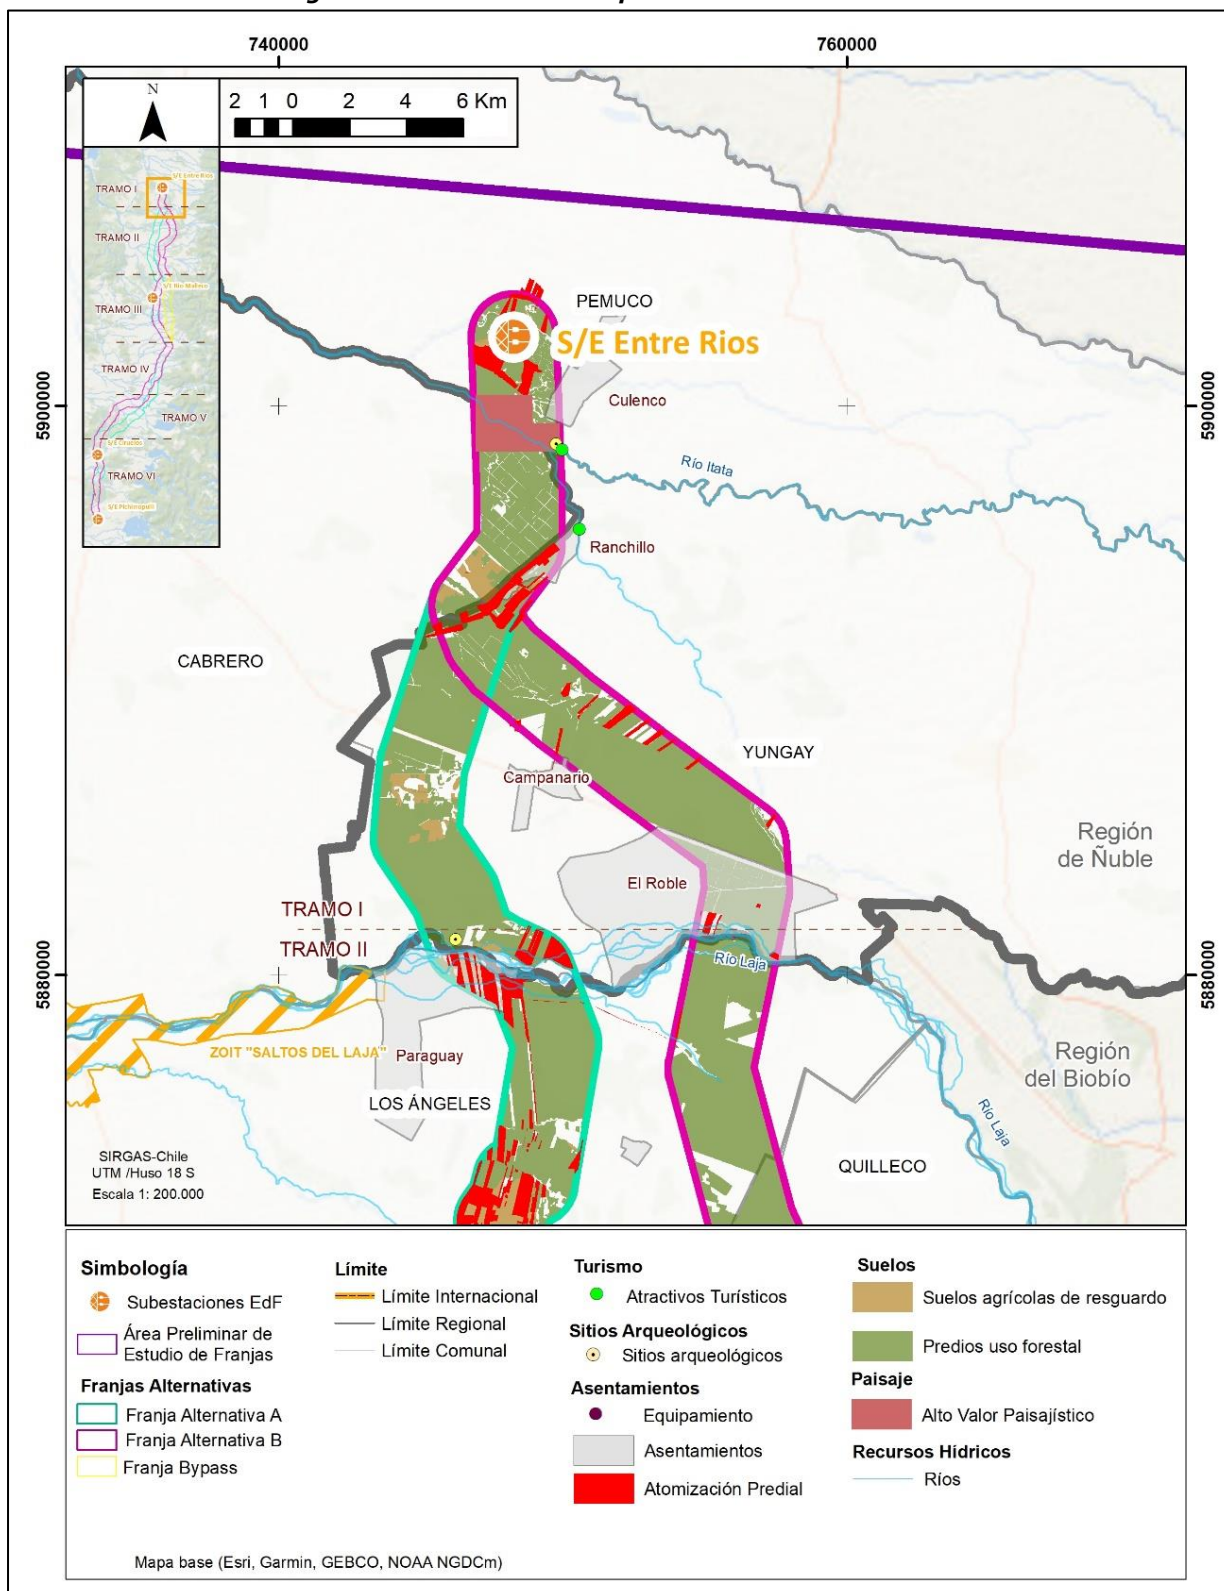 740000
760000
N
2 1 0 2 4 6 Km
S/E Entre Rios
TRAMO I
TRAMO II
S/E Río Malleco
TRAMO III
TRAMO IV
TRAMO V
S/E Ciruelos
TRAMO VI
S/E Pichirropulli
PEMUCO
S/E Entre Rios
5900000
5900000
Culenco
Río Itata
Ranchillo
CABRERO
YUNGAY
Campanario
Región
de Ñuble
El Roble
TRAMO I
TRAMO II
Río Laja
5880000
5880000
ZOIT "SALTOS DEL LAJA"
Paraguay
Región
del Biobío
LOS ÁNGELES
Río Laja
SIRGAS-Chile
UTM /Huso 18 S
Escala 1: 200.000
QUILLECO
Simbología
Subestaciones EdF
Área Preliminar de
Estudio de Franjas
Franjas Alternativas
Franja Alternativa A
Franja Alternativa B
Franja Bypass
Límite
Límite Internacional
Límite Regional
Límite Comunal
Turismo
Atractivos Turísticos
Sitios Arqueológicos
Sitios arqueológicos
Asentamientos
Equipamiento
Asentamientos
Atomización Predial
Suelos
Suelos agrícolas de resguardo
Predios uso forestal
Paisaje
Alto Valor Paisajístico
Recursos Hídricos
Ríos
Mapa base (Esri, Garmin, GEBCO, NOAA NGDCm)